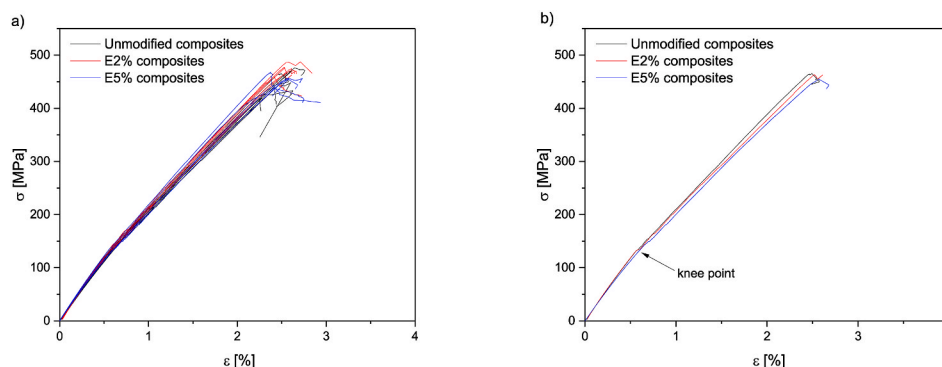 a)
Unmodified composites
E2% composites
E5% composites
500
400
300
200
100
0
σ [MPa]
0 1 2 3 4
ε [%]
b)
Unmodified composites
E2% composites
E5% composites
500
400
300
200
100
0
σ [MPa]
knee point
0 1 2 3
ε [%]